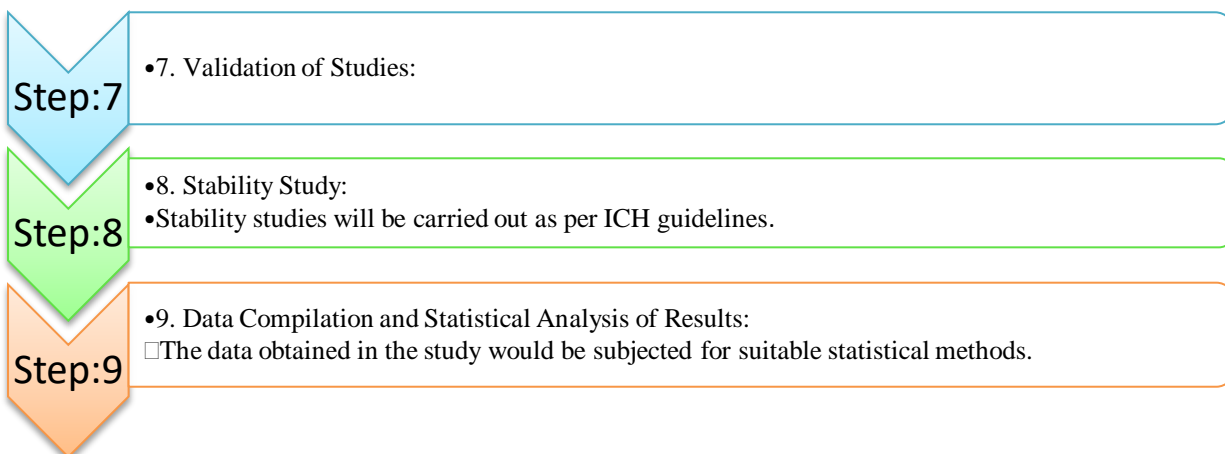 Step:7
•7. Validation of Studies:
Step:8
•8. Stability Study:
•Stability studies will be carried out as per ICH guidelines.
Step:9
•9. Data Compilation and Statistical Analysis of Results:
□The data obtained in the study would be subjected for suitable statistical methods.